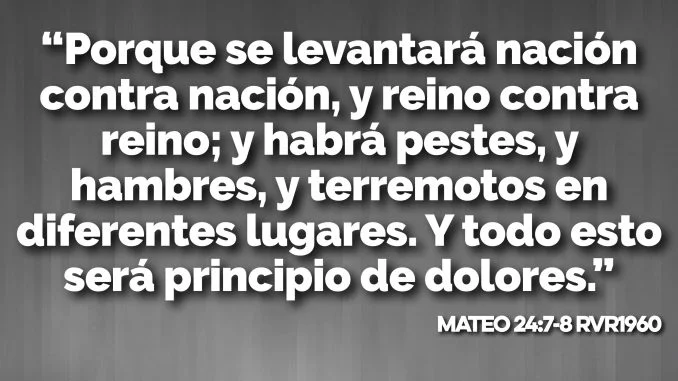 “Porque se levantará nación
contra nación, y reino contra
reino; y habrá pestes, y
hambres, y terremotos en
diferentes lugares. Y todo esto
será principio de dolores.”
MATEO 24:7-8 RVR1960